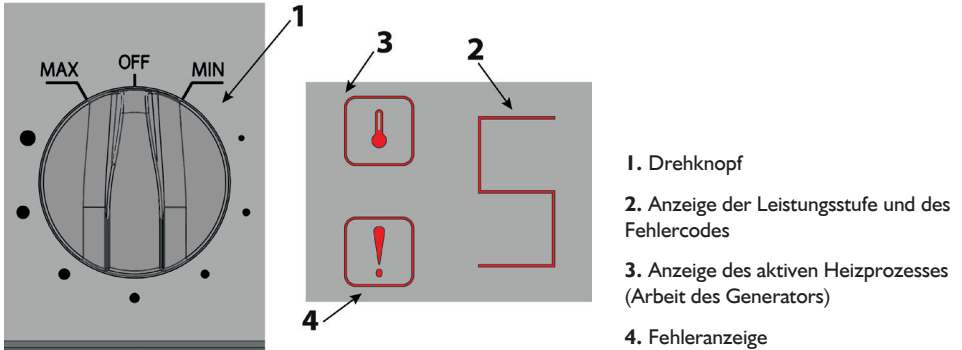 1
3
2
OFF
MAX
MIN
4
1. Drehknopf
2. Anzeige der Leistungsstufe und des
Fehlercodes
3. Anzeige des aktiven Heizprozesses
(Arbeit des Generators)
4. Fehleranzeige